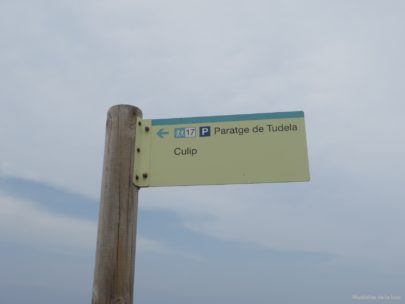 17 P Paratge de Tudela
Culip